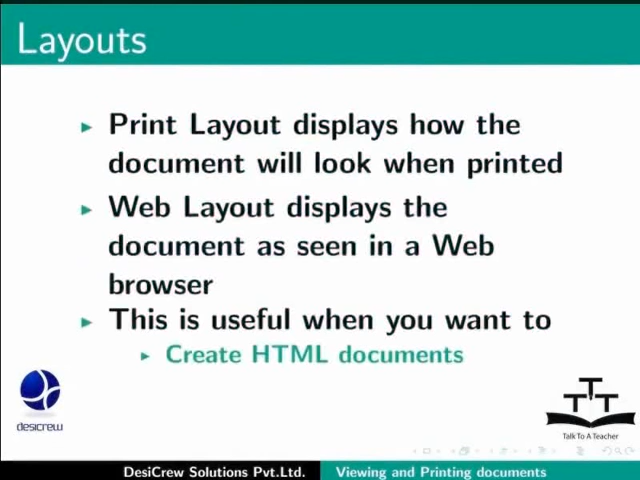 Layouts
Print Layout displays how the
document will look when printed
Web Layout displays the
document as seen in a Web
browser
This is useful when you want to
Create HTML documents
desicrew
TTT
Talk To A Teacher
DesiCrew Solutions Pvt.Ltd. Viewing and Printing documents